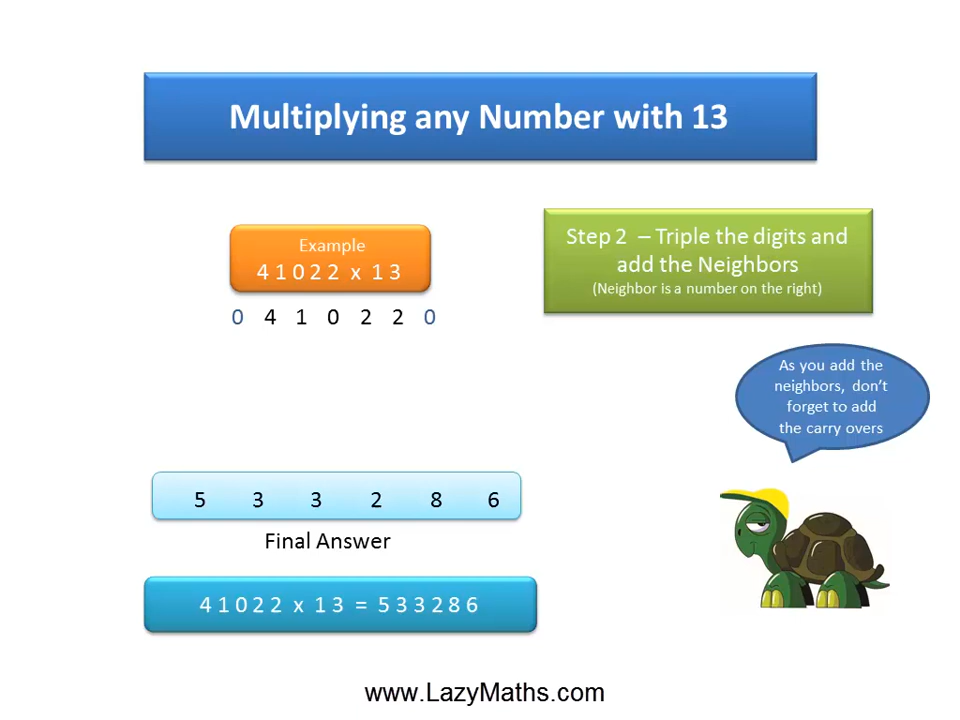 Multiplying any Number with 13
Example
4 1 0 2 2 x 1 3
0 4 1 0 2 2 0
Step 2 – Triple the digits and
add the Neighbors
(Neighbor is a number on the right)
As you add the
neighbors, don't
forget to add
the carry overs
5 3 3 2 8 6
Final Answer
4 1 0 2 2 x 1 3 = 5 3 3 2 8 6
www.LazyMaths.com